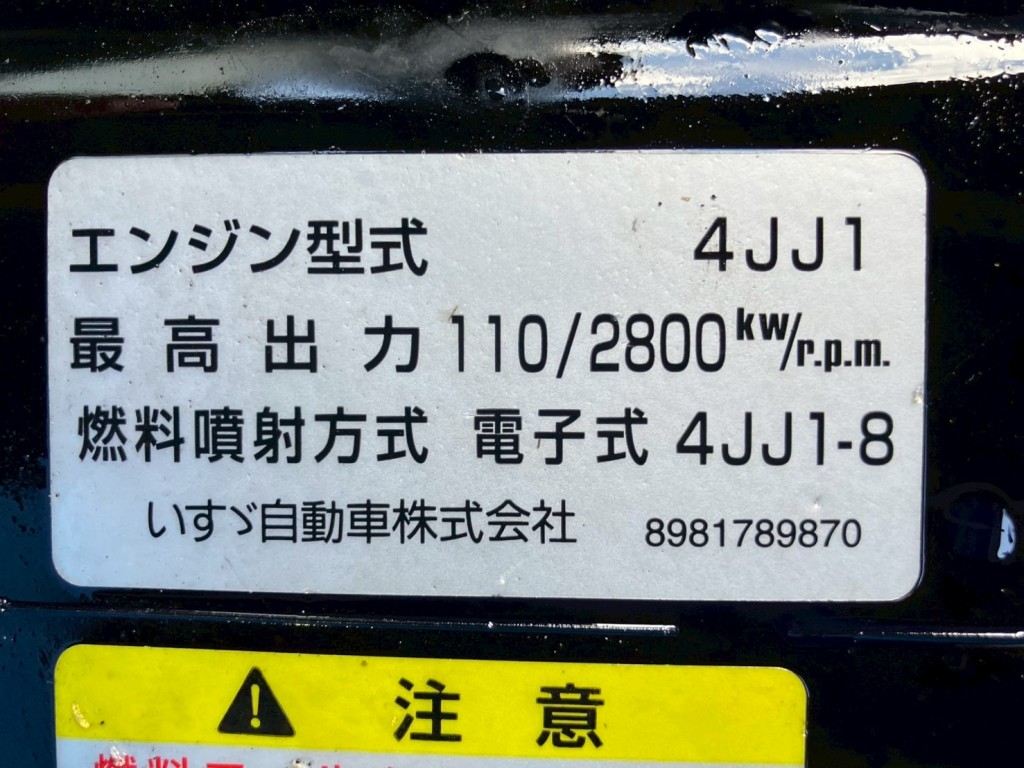 エンジン型式 4JJ1
最高出力 110/2800 kw/r.p.m.
燃料噴射方式 電子式 4JJ1-8
いすゞ自動車株式会社 8981789870
注意